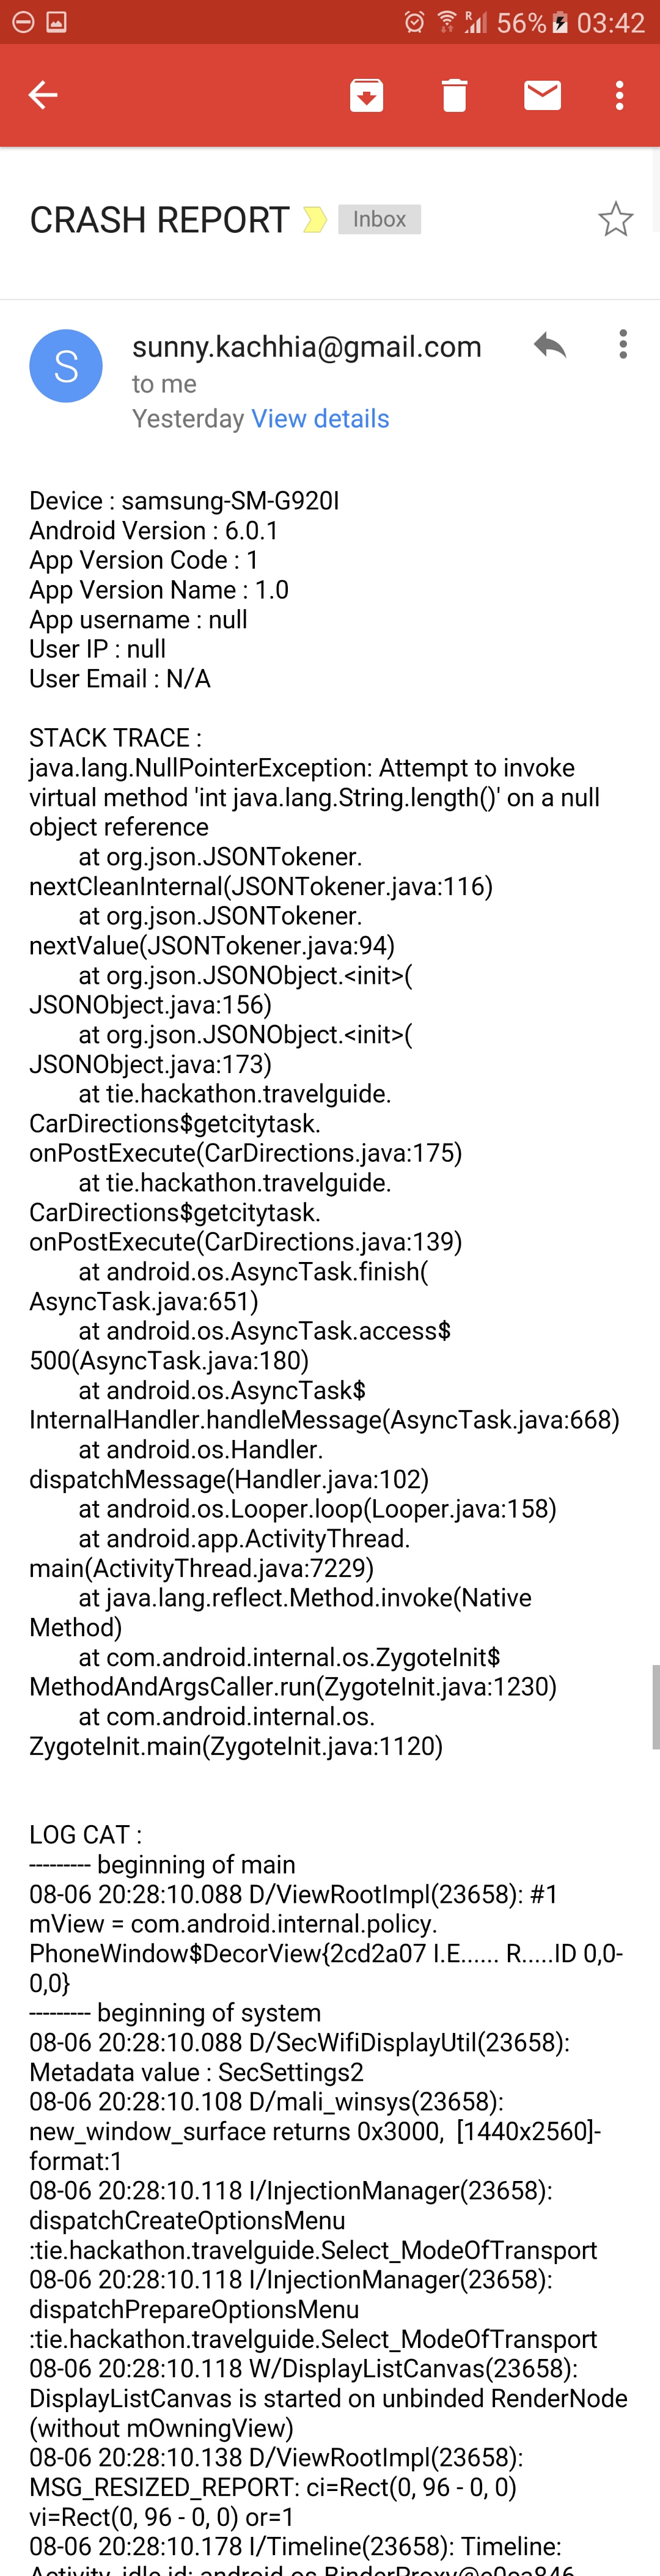 56% 03:42
CRASH REPORT Inbox
S
sunny.kachhia@gmail.com
to me
Yesterday View details
Device : samsung-SM-G920I
Android Version : 6.0.1
App Version Code : 1
App Version Name : 1.0
App username : null
User IP : null
User Email : N/A
STACK TRACE :
java.lang.NullPointerException: Attempt to invoke
virtual method 'int java.lang.String.length()' on a null
object reference
at org.json.JSONTokener.
nextCleanInternal(JSONTokener.java:116)
at org.json.JSONTokener.
nextValue(JSONTokener.java:94)
at org.json.JSONObject.<init>(
JSONObject.java:156)
at org.json.JSONObject.<init>(
JSONObject.java:173)
at tie.hackathon.travelguide.
CarDirections$getcitytask.
onPostExecute(CarDirections.java:175)
at tie.hackathon.travelguide.
CarDirections$getcitytask.
onPostExecute(CarDirections.java:139)
at android.os.AsyncTask.finish(
AsyncTask.java:651)
at android.os.AsyncTask.access$
500(AsyncTask.java:180)
at android.os.AsyncTask$
InternalHandler.handleMessage(AsyncTask.java:668)
at android.os.Handler.
dispatchMessage(Handler.java:102)
at android.os.Looper.loop(Looper.java:158)
at android.app.ActivityThread.
main(ActivityThread.java:7229)
at java.lang.reflect.Method.invoke(Native
Method)
at com.android.internal.os.ZygoteInit$
MethodAndArgsCaller.run(ZygoteInit.java:1230)
at com.android.internal.os.
ZygoteInit.main(ZygoteInit.java:1120)
LOG CAT :
--------- beginning of main
08-06 20:28:10.088 D/ViewRootImpl(23658): #1
mView = com.android.internal.policy.
PhoneWindow$DecorView{2cd2a07 I.E...... R.....ID 0,0-
0,0}
--------- beginning of system
08-06 20:28:10.088 D/SecWifiDisplayUtil(23658):
Metadata value : SecSettings2
08-06 20:28:10.108 D/mali_winsys(23658):
new_window_surface returns 0x3000,  [1440x2560]-
format:1
08-06 20:28:10.118 I/InjectionManager(23658):
dispatchCreateOptionsMenu
:tie.hackathon.travelguide.Select_ModeOfTransport
08-06 20:28:10.118 I/InjectionManager(23658):
dispatchPrepareOptionsMenu
:tie.hackathon.travelguide.Select_ModeOfTransport
08-06 20:28:10.118 W/DisplayListCanvas(23658):
DisplayListCanvas is started on unbinded RenderNode
(without mOwningView)
08-06 20:28:10.138 D/ViewRootImpl(23658):
MSG_RESIZED_REPORT: ci=Rect(0, 96 - 0, 0)
vi=Rect(0, 96 - 0, 0) or=1
08-06 20:28:10.178 I/Timeline(23658): Timeline:
Activity_idle id: android.os.BinderProxy@e0ea846